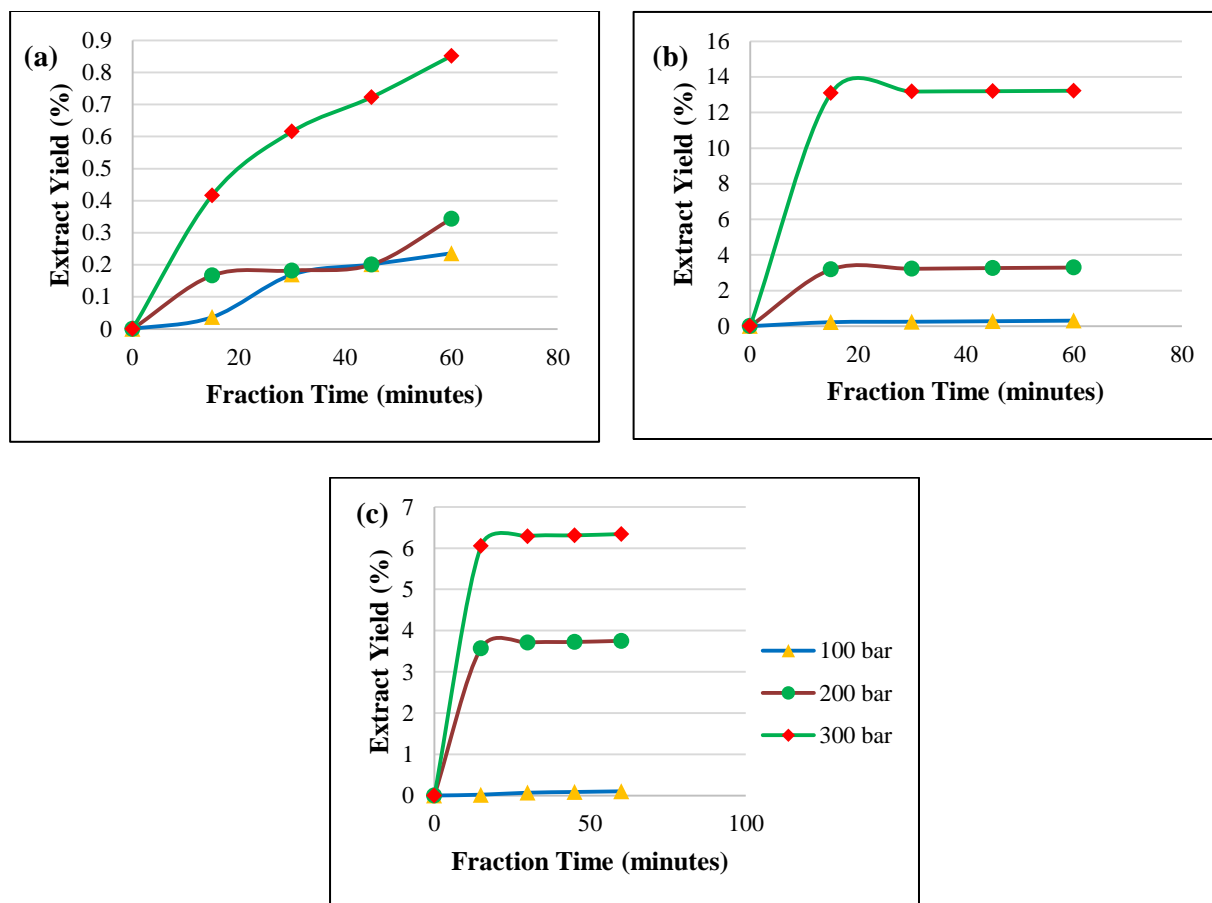 (a)
Extract Yield (%)
0.9
0.8
0.7
0.6
0.5
0.4
0.3
0.2
0.1
0
0 20 40 60 80
Fraction Time (minutes)
(b)
Extract Yield (%)
16
14
12
10
8
6
4
2
0
0 20 40 60 80
Fraction Time (minutes)
(c)
Extract Yield (%)
7
6
5
4
3
2
1
0
0 50 100
Fraction Time (minutes)
100 bar
200 bar
300 bar